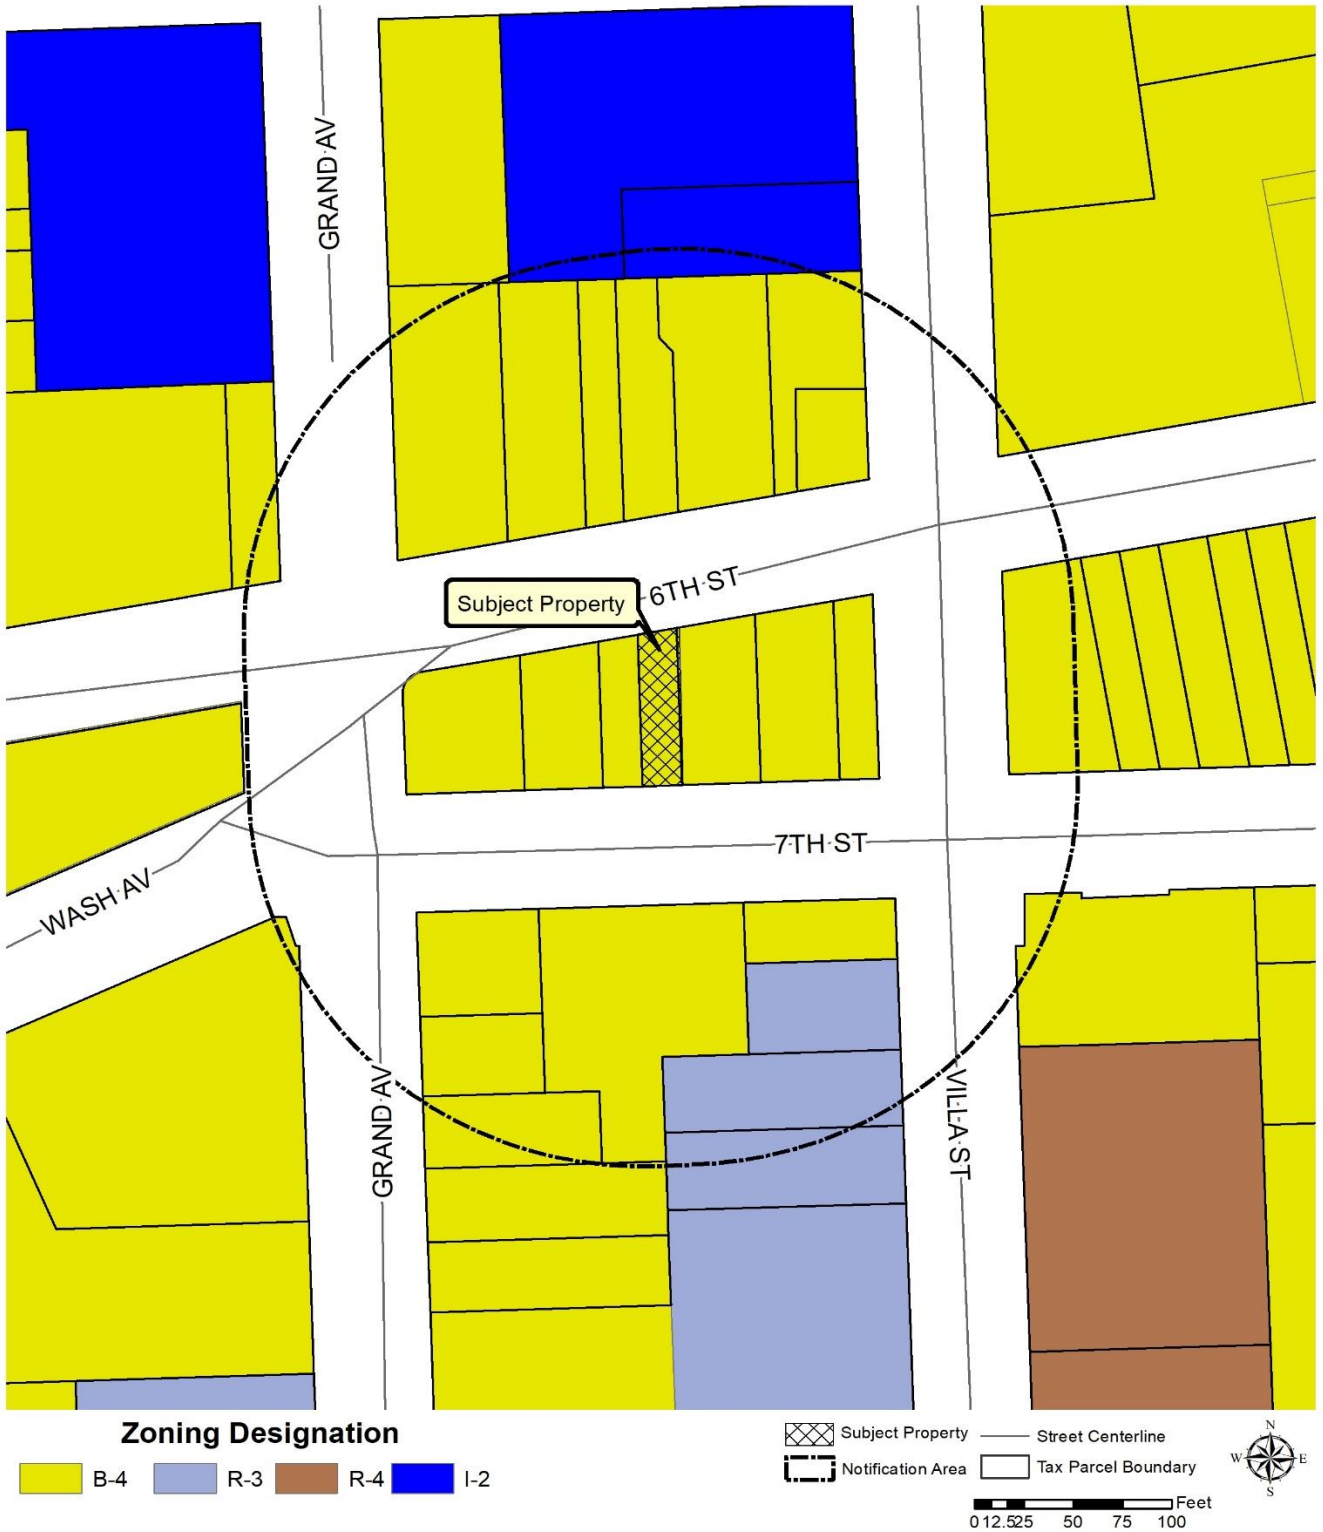 GRAND AV
Subject Property
6TH ST
7TH ST
WASH AV
GRAND AV
VILLA ST
Zoning Designation
B-4
R-3
R-4
I-2
Subject Property
Notification Area
Street Centerline
Tax Parcel Boundary
N
W
E
S
Feet
0 12.5 25 50 75 100